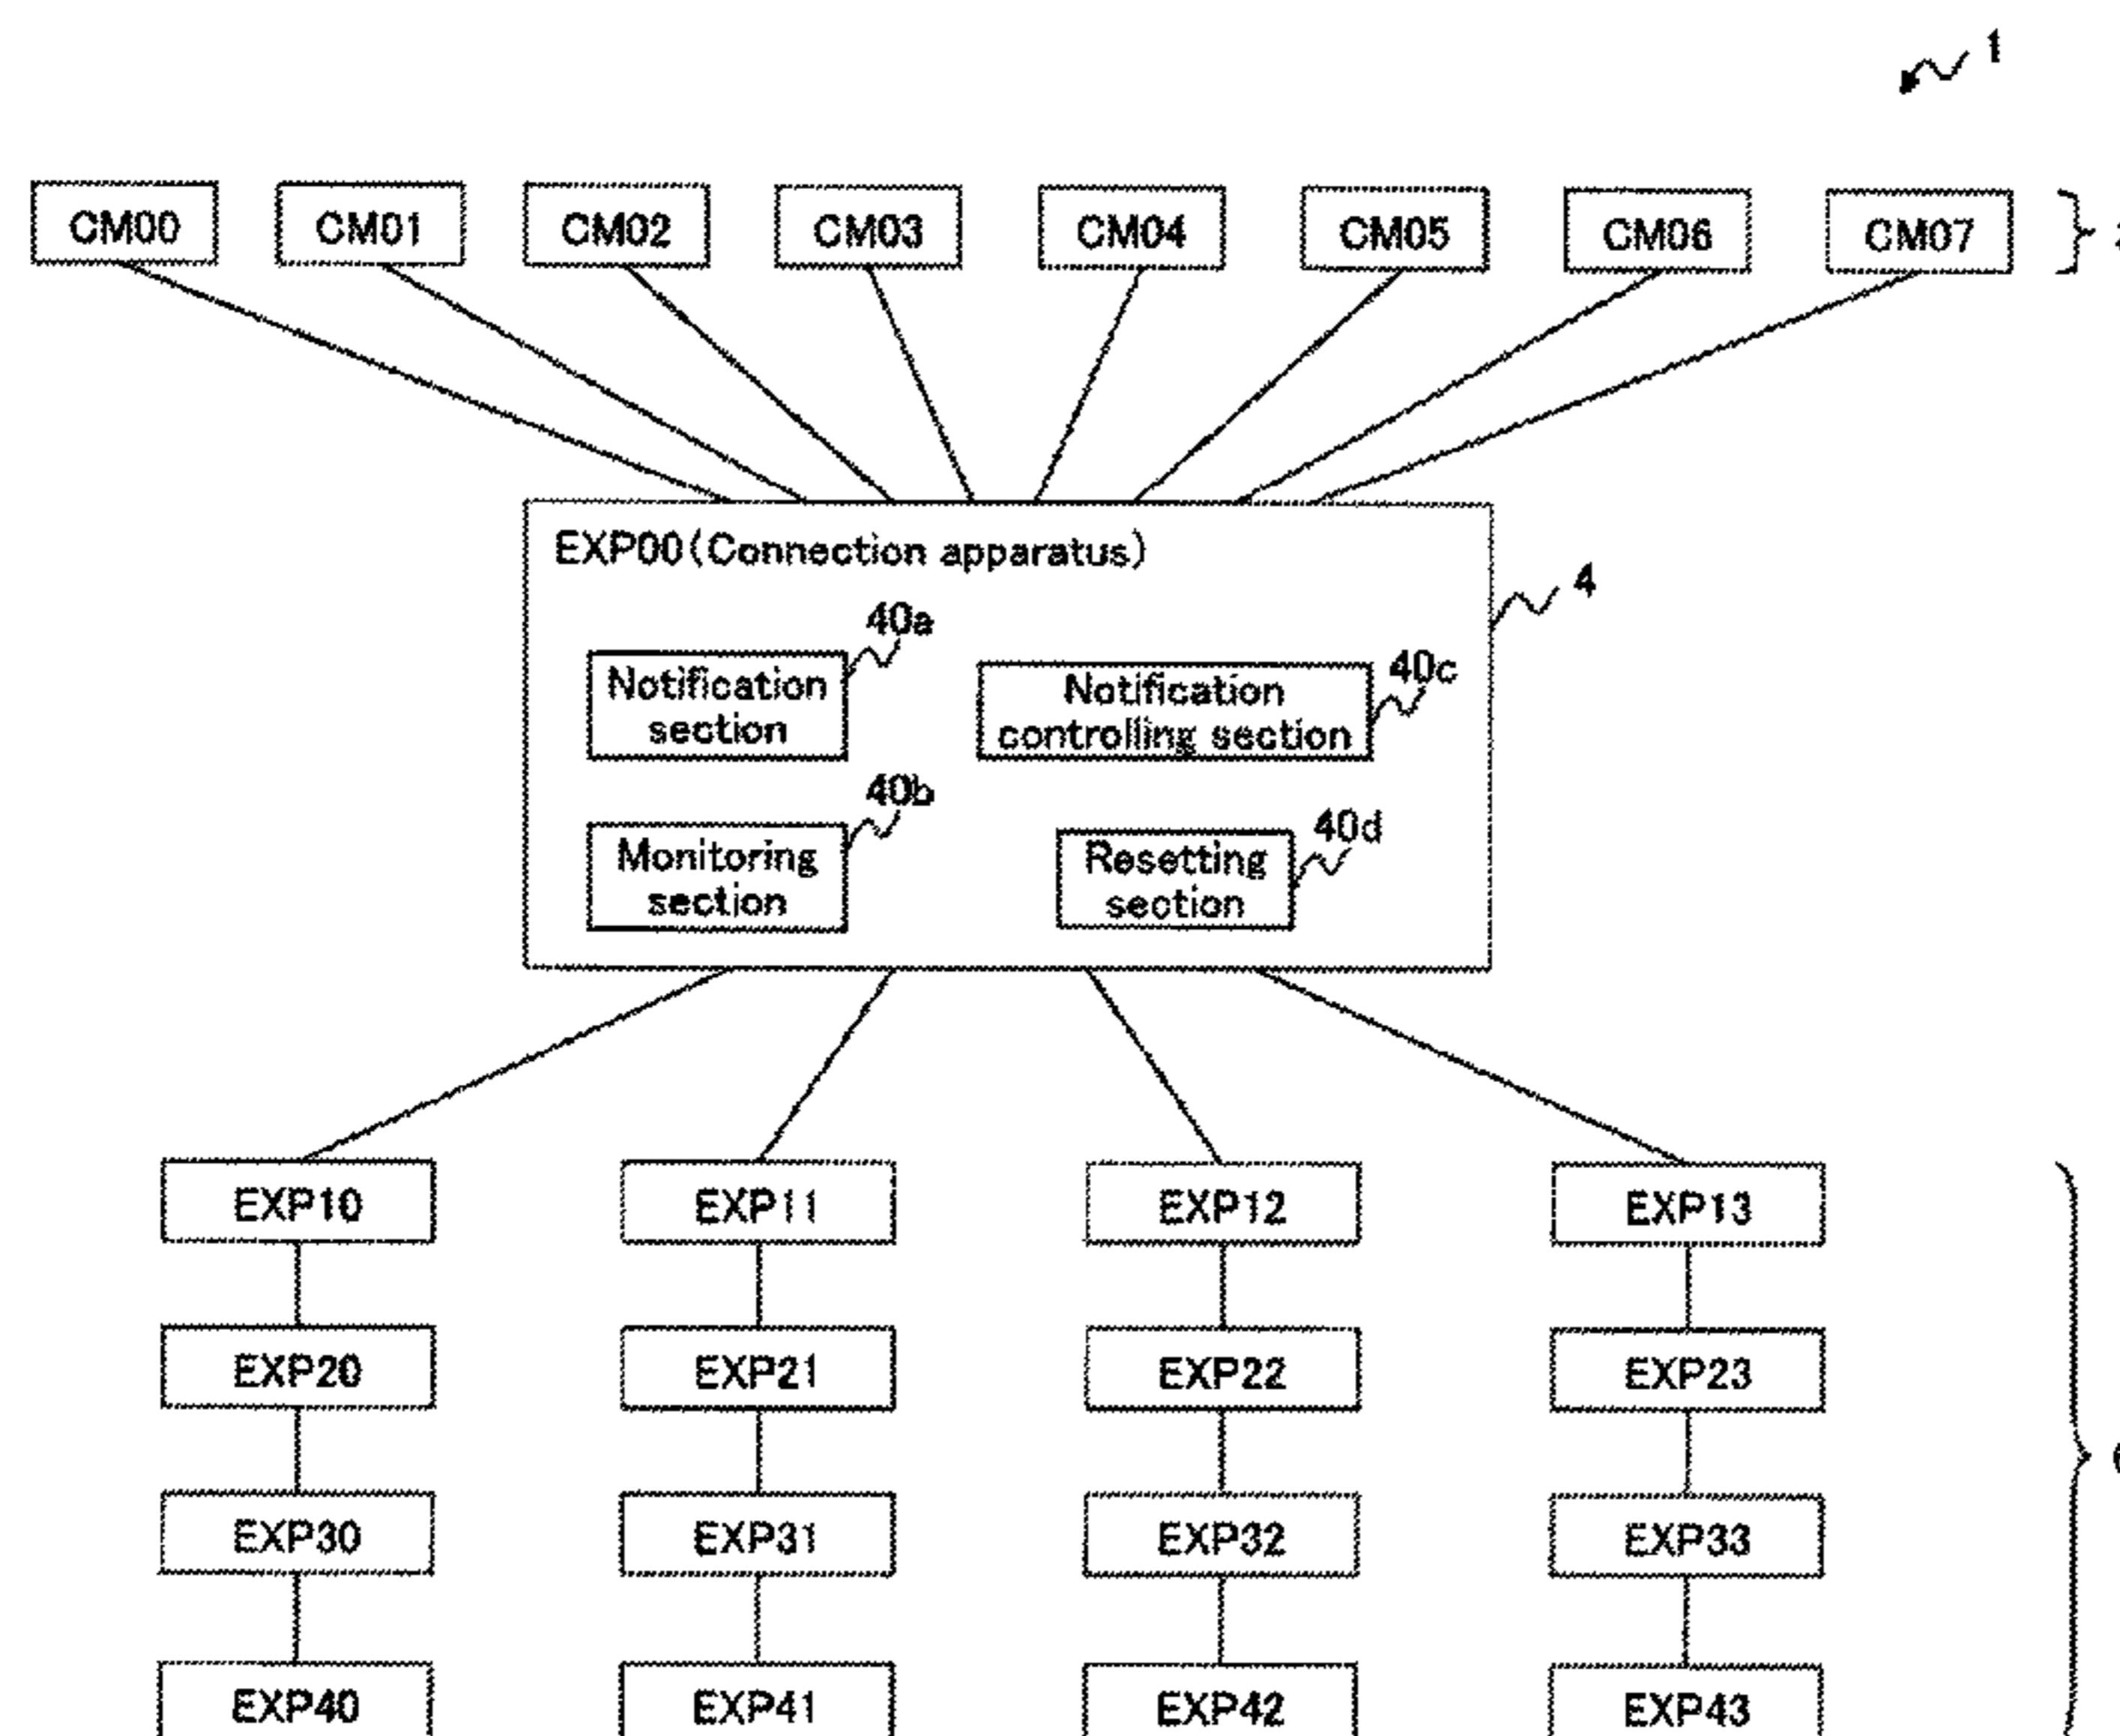 1
CM00 CM01 CM02 CM03 CM04 CM05 CM06 CM07
EXP00(Connection apparatus)
4
40a
Notification
section
40c
Notification
controlling section
40b
Monitoring
section
40d
Resetting
section
EXP10 EXP11 EXP12 EXP13
EXP20 EXP21 EXP22 EXP23
EXP30 EXP31 EXP32 EXP33
EXP40 EXP41 EXP42 EXP43